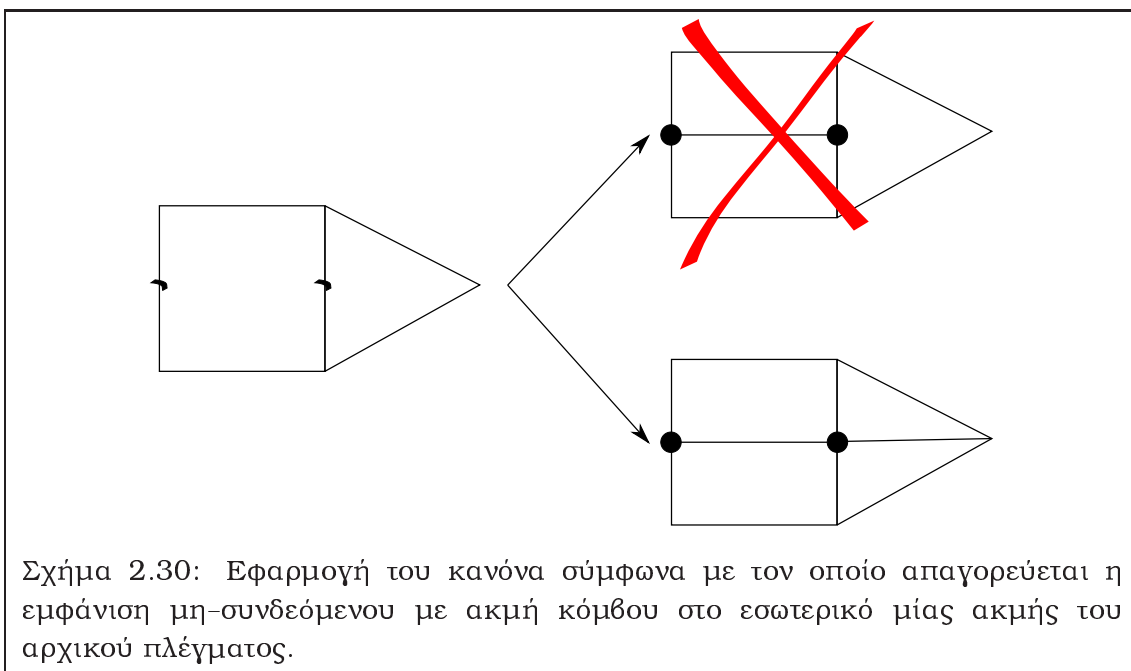 Σχήμα 2.30: Εφαρμογή του κανόνα σύμφωνα με τον οποίο απαγορεύεται η
εμφάνιση μη-συνδεόμενου με ακμή κόμβου στο εσωτερικό μίας ακμής του
αρχικού πλέγματος.